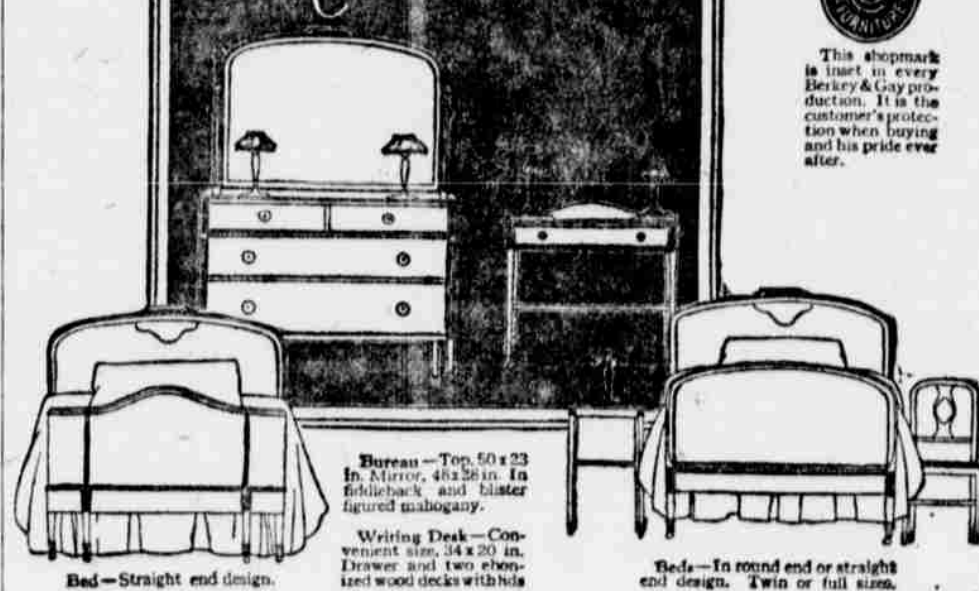 FURNITURE
This shopmark
is inset in every
Berkey & Gay pro-
duction. It is the
customer's protec-
tion when buying
and his pride ever
after.
Bureau—Top, 50 x 23
in. Mirror, 46x28 in. In
fiddleback and blister
figured mahogany.
Writing Desk—Con-
venient size, 34 x 20 in.
Drawer and two ebon-
ized wood decks with lids
Bed—Straight end design.
Beds—In round end or straight
end design. Twin or full sizes.